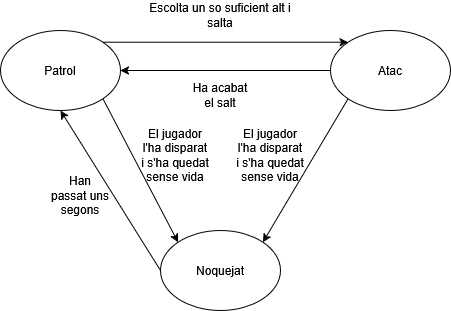 Escolta un so suficient alt i
salta
Patrol
Atac
Ha acabat
el salt
El jugador
l'ha disparat
i s'ha quedat
sense vida
El jugador
l'ha disparat
i s'ha quedat
sense vida
Han
passat uns
segons
Noquejat